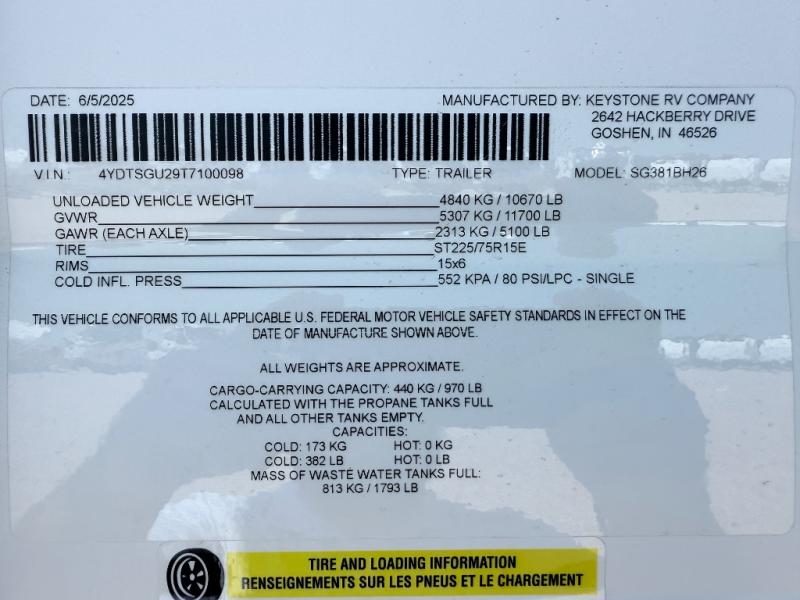 DATE: 6/5/2025 MANUFACTURED BY: KEYSTONE RV COMPANY
2642 HACKBERRY DRIVE
GOSHEN, IN 46526
V.I.N.: 4YDTSGU29T7100098 TYPE: TRAILER MODEL: SG381BH26
UNLOADED VEHICLE WEIGHT 4840 KG / 10670 LB
GVWR 5307 KG / 11700 LB
GAWR (EACH AXLE) 2313 KG / 5100 LB
TIRE ST225/75R15E
RIMS 15x6
COLD INFL. PRESS 552 KPA / 80 PSI/LPC - SINGLE
THIS VEHICLE CONFORMS TO ALL APPLICABLE U.S. FEDERAL MOTOR VEHICLE SAFETY STANDARDS IN EFFECT ON THE
DATE OF MANUFACTURE SHOWN ABOVE.
ALL WEIGHTS ARE APPROXIMATE.
CARGO-CARRYING CAPACITY: 440 KG / 970 LB
CALCULATED WITH THE PROPANE TANKS FULL
AND ALL OTHER TANKS EMPTY.
CAPACITIES:
COLD: 173 KG HOT: 0 KG
COLD: 382 LB HOT: 0 LB
MASS OF WASTE WATER TANKS FULL:
813 KG / 1793 LB
TIRE AND LOADING INFORMATION
RENSEIGNEMENTS SUR LES PNEUS ET LE CHARGEMENT